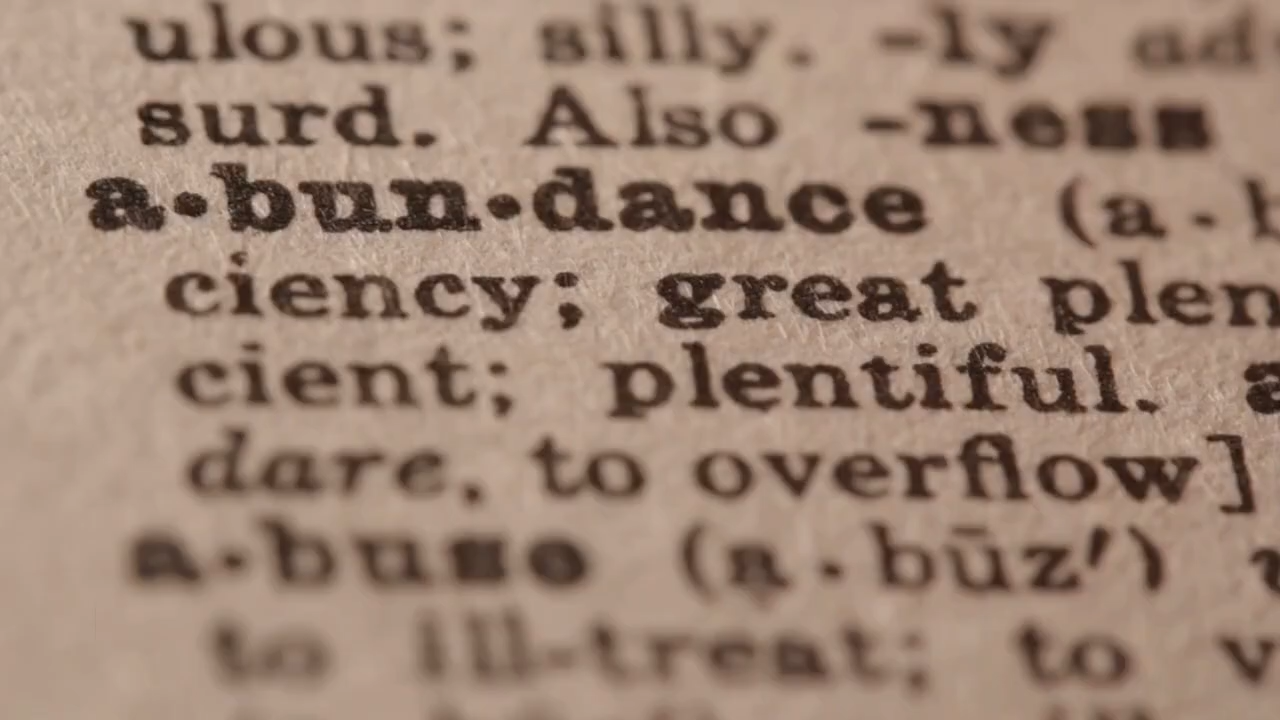 ulous; silly. -ly ad
surd. Also -ness
a·bun·dance (a·b
ciency; great plen
cient; plentiful. a
dare, to overflow]
a·buse (a·būz′) v
to ill-treat; to v